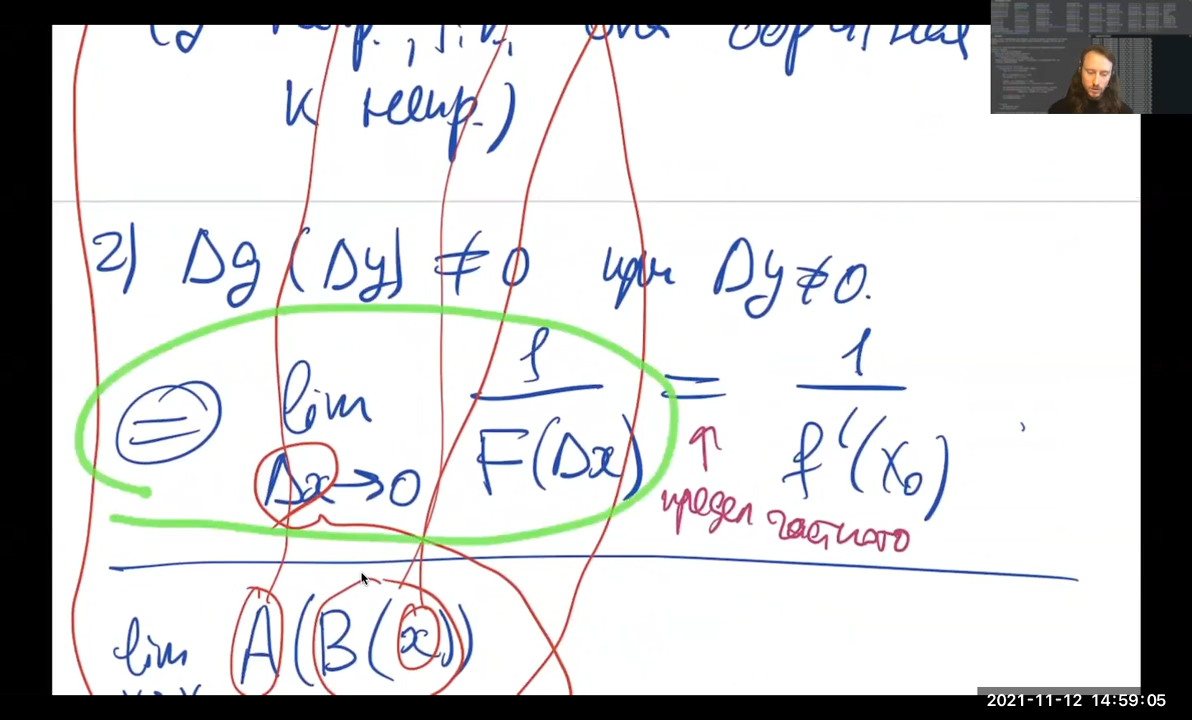 обратная
к непр.)
2) Δg(Δy) ≠ 0 при Δy ≠ 0.
= lim Δx→0 1/F(Δx) = 1/f'(x₀)
↑
предел частного
lim A(B(x))
2021-11-12 14:59:05